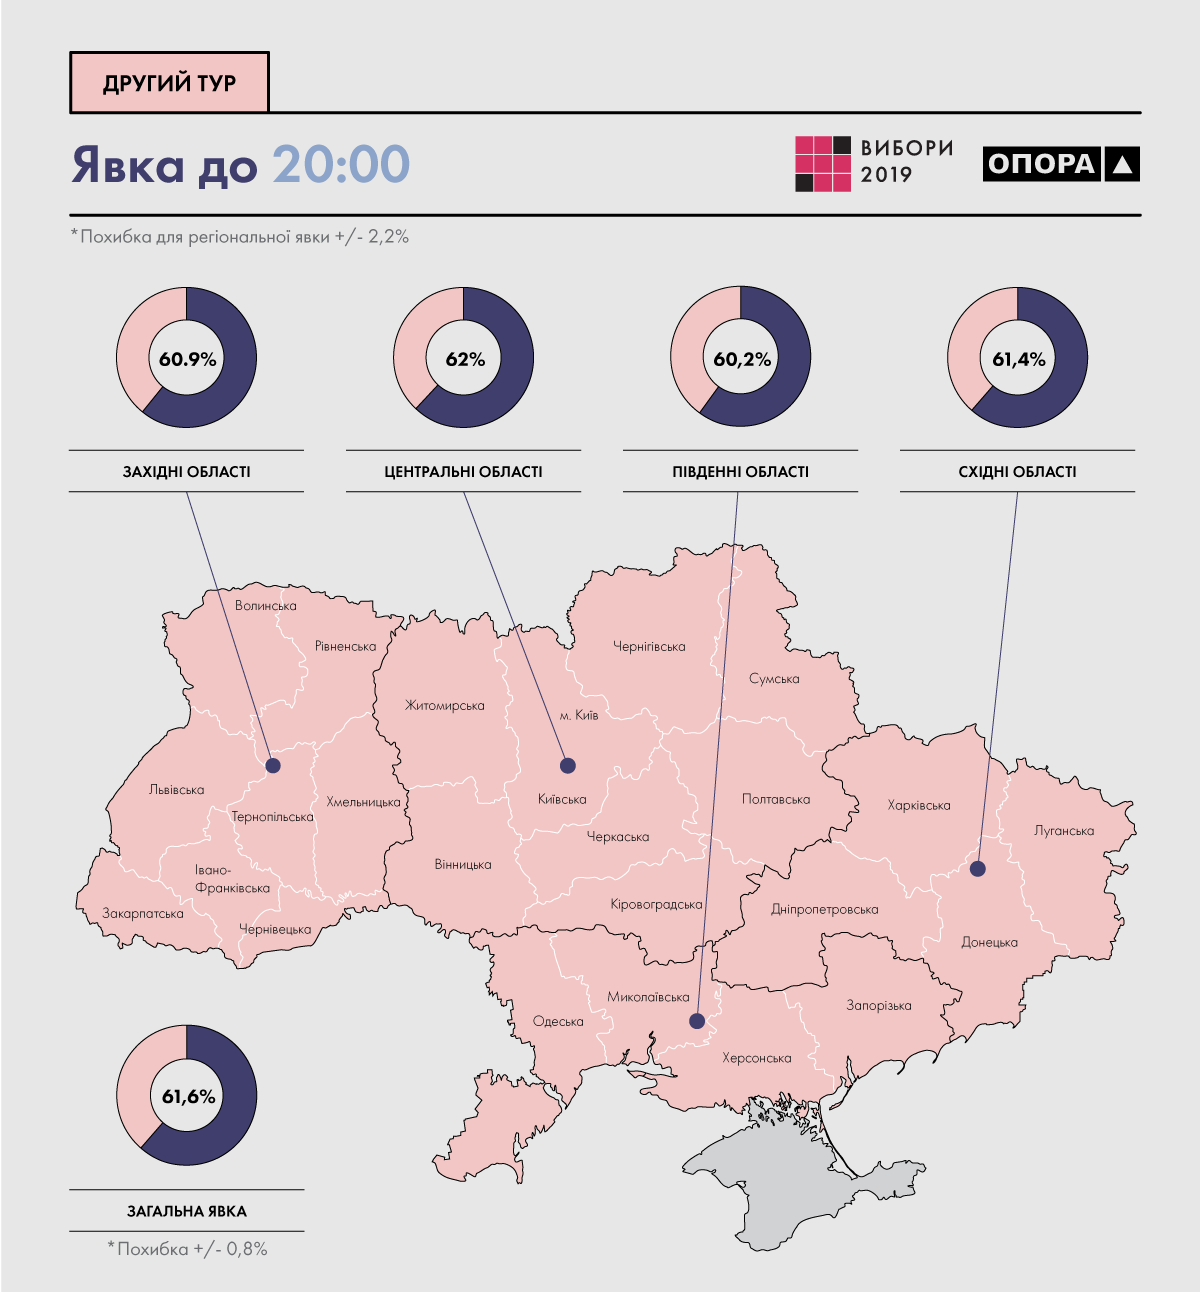 ДРУГИЙ ТУР
Явка до 20:00
ВИБОРИ
2019
ОПОРА
*Похибка для регіональної явки +/- 2,2%
60.9%
62%
60,2%
61,4%
ЗАХІДНІ ОБЛАСТІ
ЦЕНТРАЛЬНІ ОБЛАСТІ
ПІВДЕННІ ОБЛАСТІ
СХІДНІ ОБЛАСТІ
Волинська
Рівненська
Чернігівська
Сумська
Житомирська
м. Київ
Львівська
Хмельницька
Київська
Полтавська
Харківська
Тернопільська
Черкаська
Луганська
Вінницька
Івано-
Франківська
Закарпатська
Кіровоградська
Дніпропетровська
Чернівецька
Донецька
Миколаївська
Запорізька
Одеська
Херсонська
61,6%
ЗАГАЛЬНА ЯВКА
*Похибка +/- 0,8%